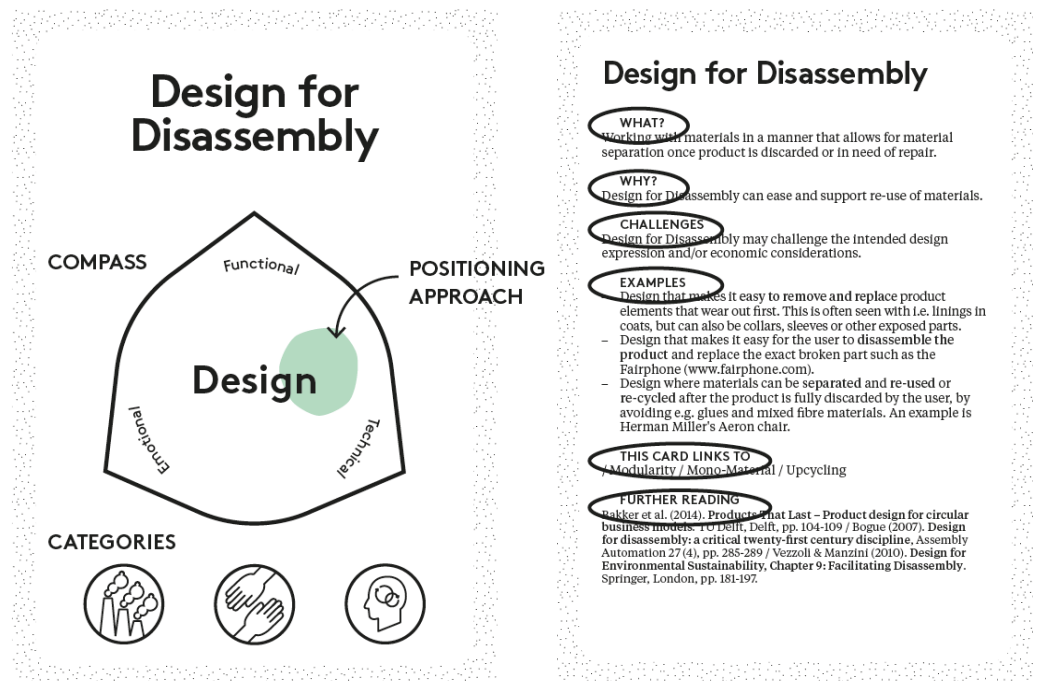 Design for
Disassembly
COMPASS
Functional
POSITIONING
APPROACH
Design
Emotional
Technical
CATEGORIES
Design for Disassembly
WHAT?
Working with materials in a manner that allows for material
separation once product is discarded or in need of repair.
WHY?
Design for Disassembly can ease and support re-use of materials.
CHALLENGES
Design for Disassembly may challenge the intended design
expression and/or economic considerations.
EXAMPLES
Design that makes it easy to remove and replace product
elements that wear out first. This is often seen with i.e. linings in
coats, but can also be collars, sleeves or other exposed parts.
– Design that makes it easy for the user to disassemble the
product and replace the exact broken part such as the
Fairphone (www.fairphone.com).
– Design where materials can be separated and re-used or
re-cycled after the product is fully discarded by the user, by
avoiding e.g. glues and mixed fibre materials. An example is
Herman Miller's Aeron chair.
THIS CARD LINKS TO
/ Modularity / Mono-Material / Upcycling
FURTHER READING
Bakker et al. (2014). Products That Last – Product design for circular
business models. TU Delft, Delft, pp. 104-109 / Bogue (2007). Design
for disassembly: a critical twenty-first century discipline, Assembly
Automation 27 (4), pp. 285-289 / Vezzoli & Manzini (2010). Design for
Environmental Sustainability, Chapter 9: Facilitating Disassembly.
Springer, London, pp. 181-197.